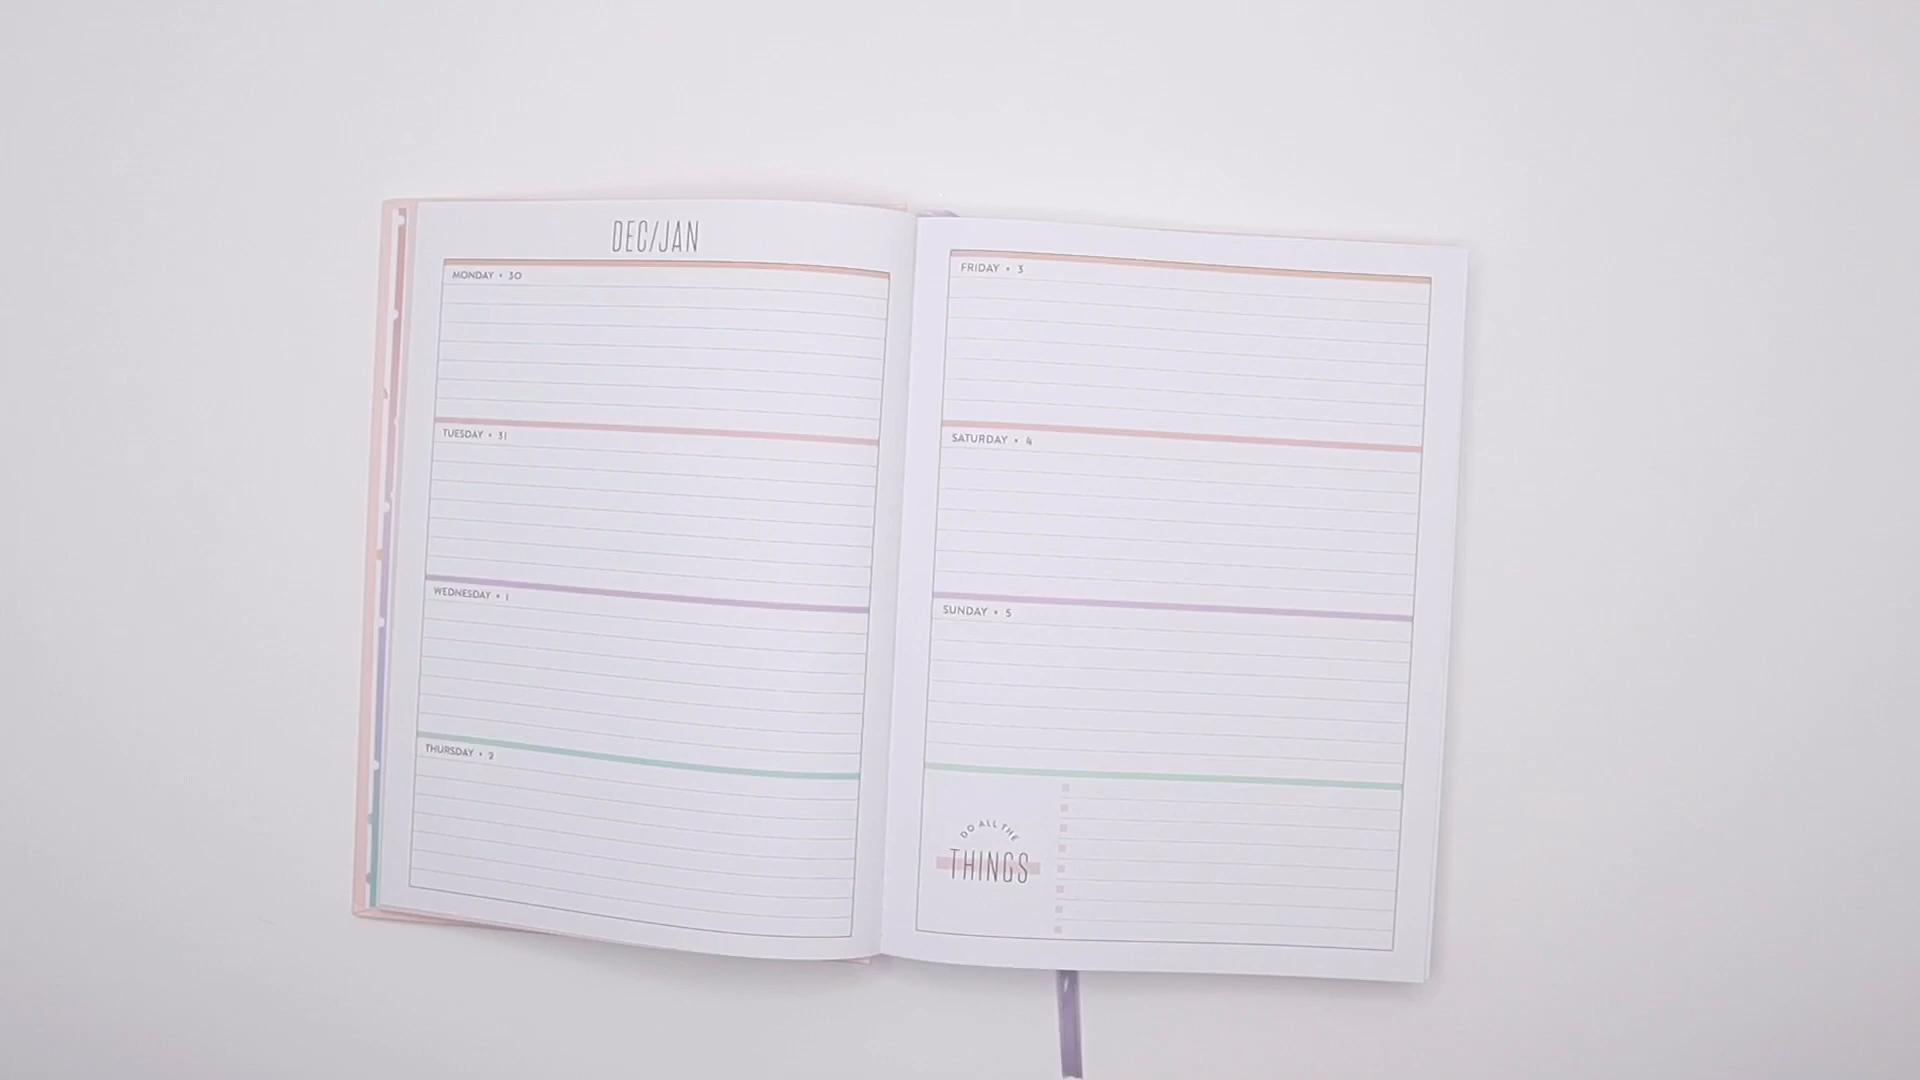 DEC/JAN
MONDAY • 30
TUESDAY • 31
WEDNESDAY • 1
THURSDAY • 2
FRIDAY • 3
SATURDAY • 4
SUNDAY • 5
DO ALL THE
THINGS